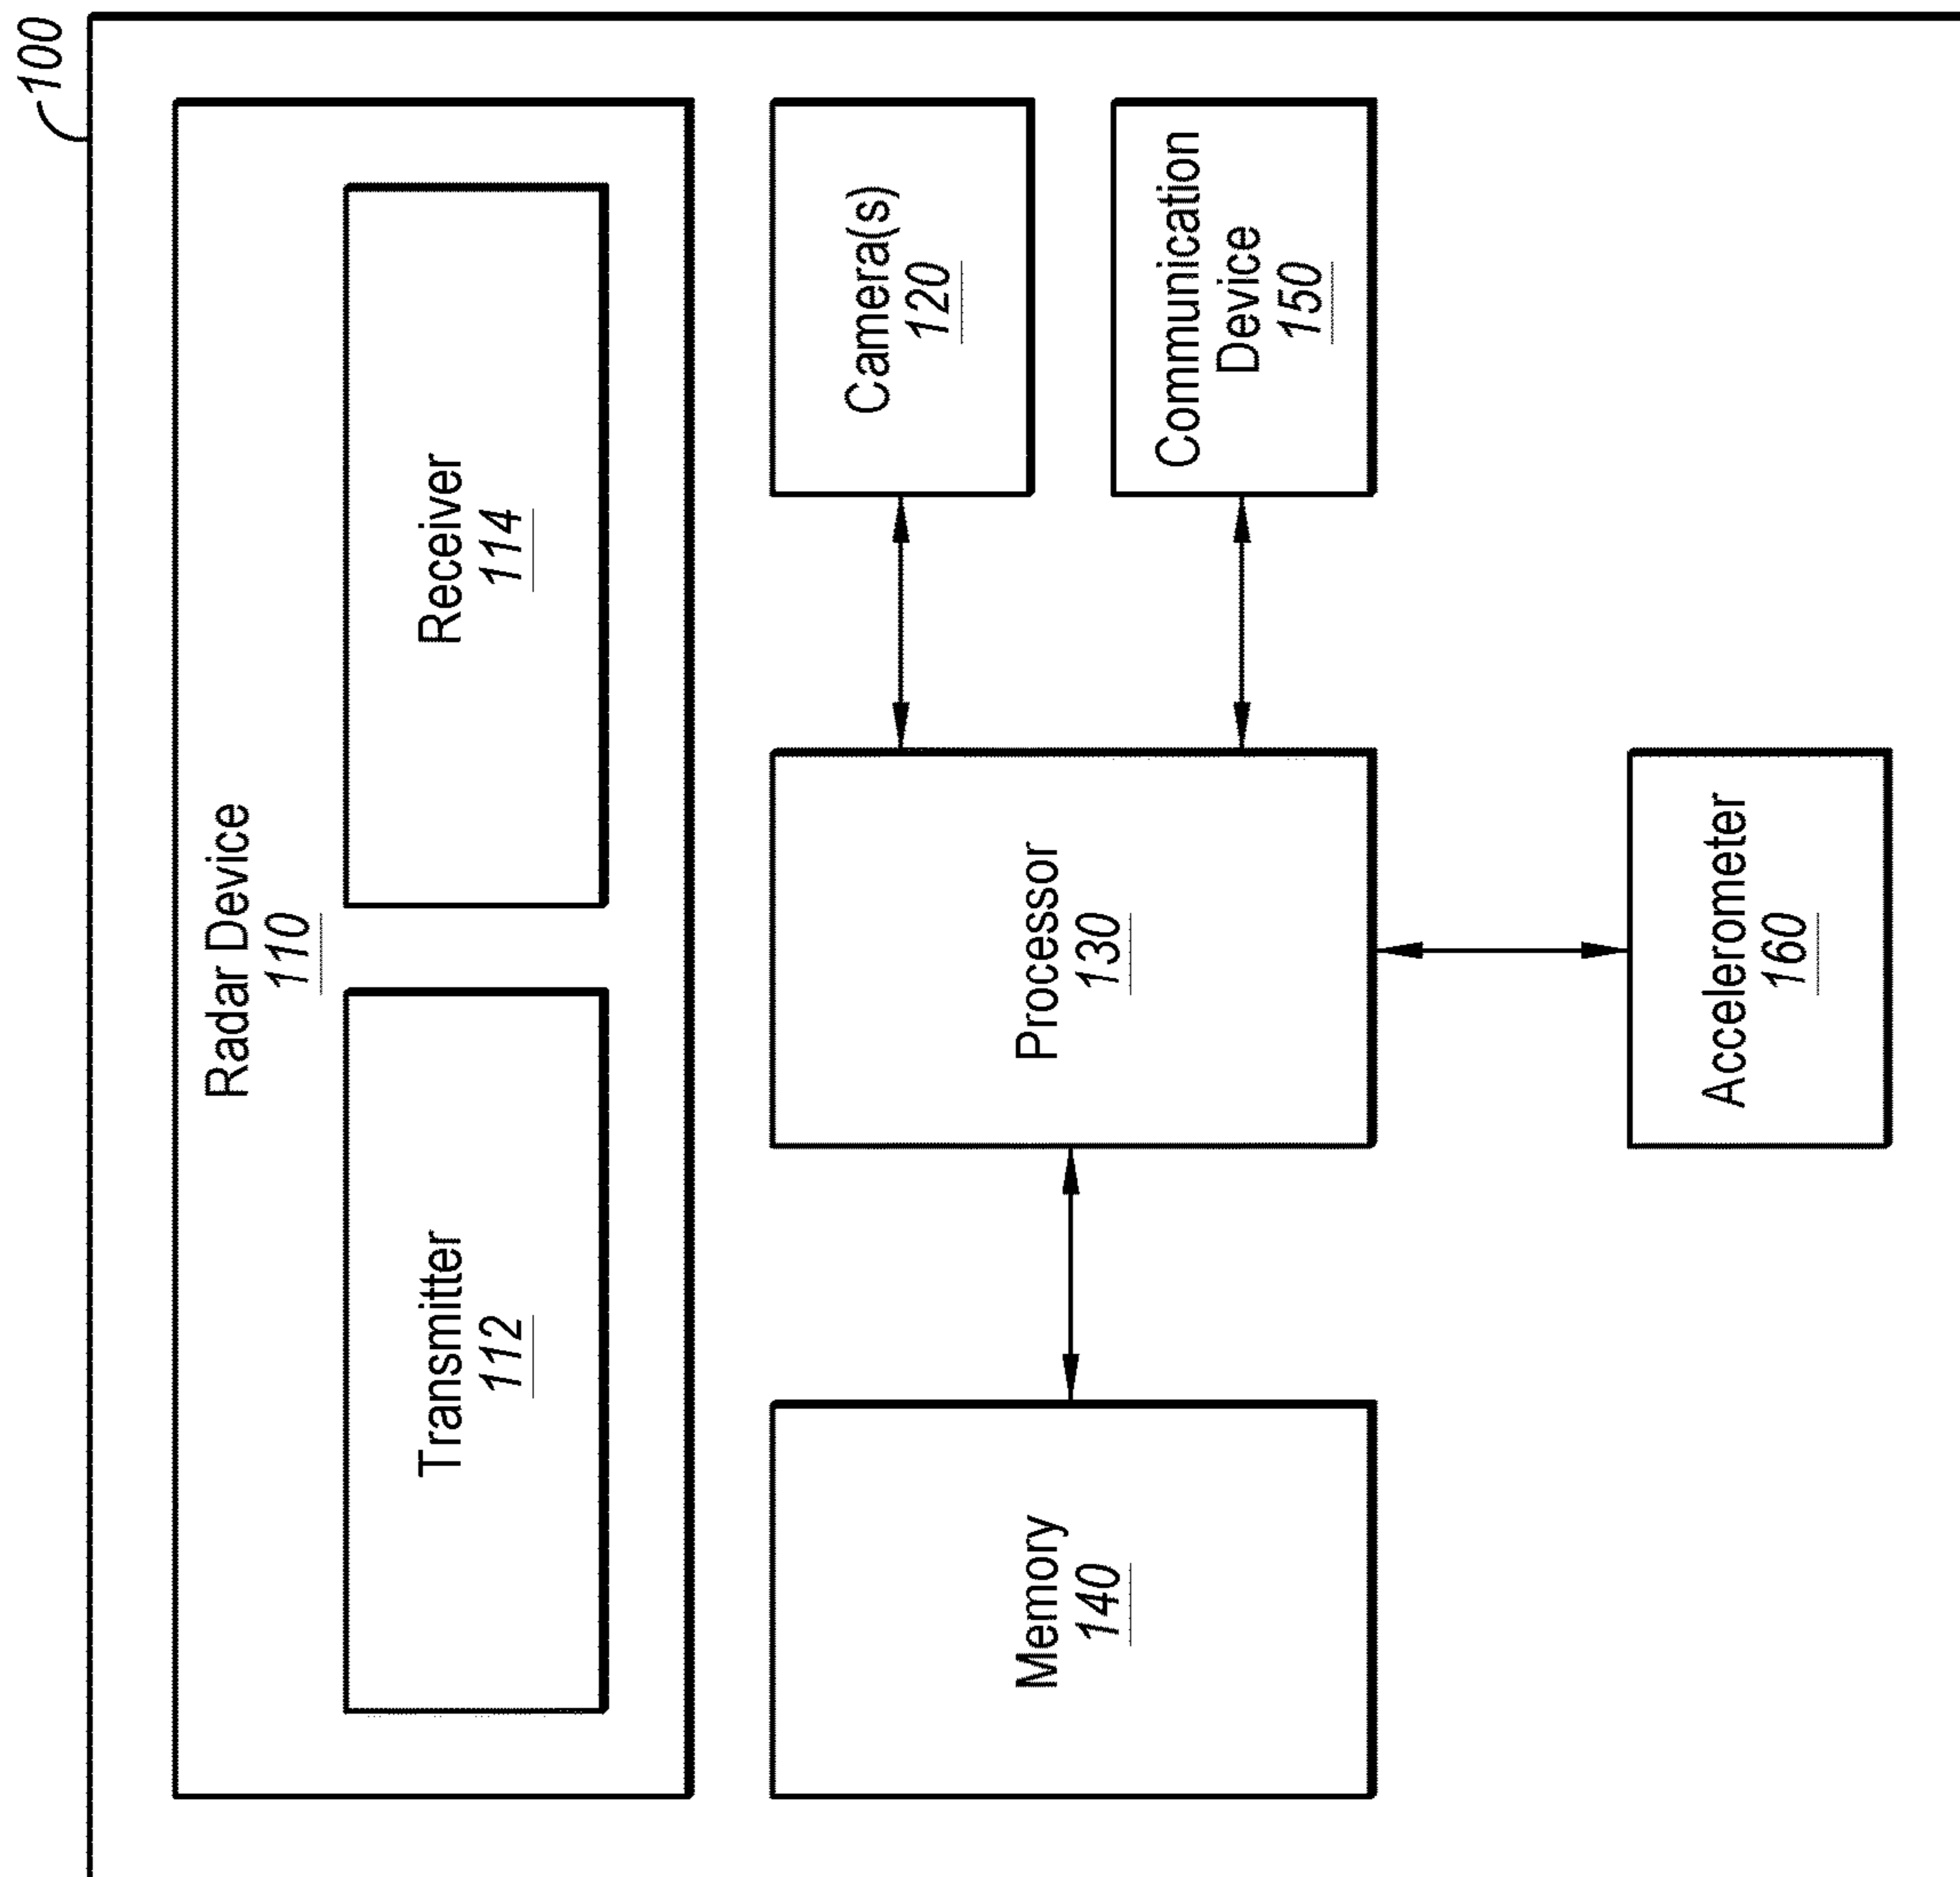 100
Radar Device
110
Transmitter
112
Receiver
114
Memory
140
Processor
130
Camera(s)
120
Communication
Device
150
Accelerometer
160